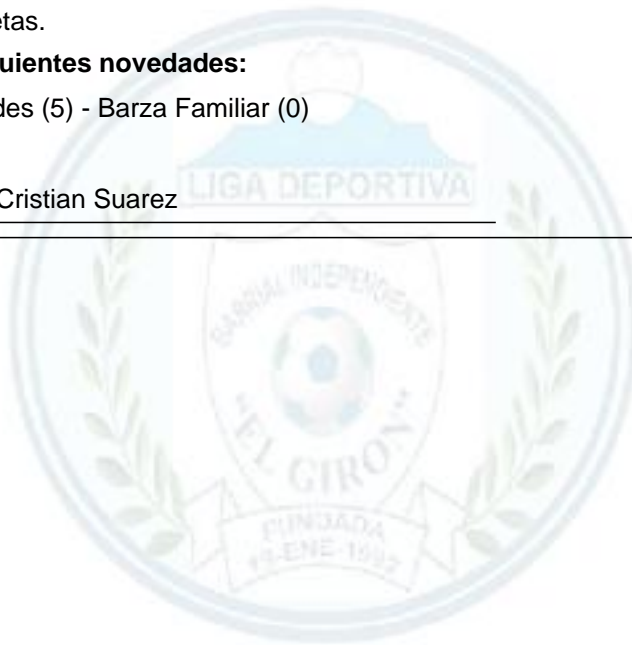 etas.
uientes novedades:
des (5) - Barza Familiar (0)
Cristian Suarez
LIGA DEPORTIVA
BARRIAL INDEPENDIENTE
"EL GIRON"
FUNDADA